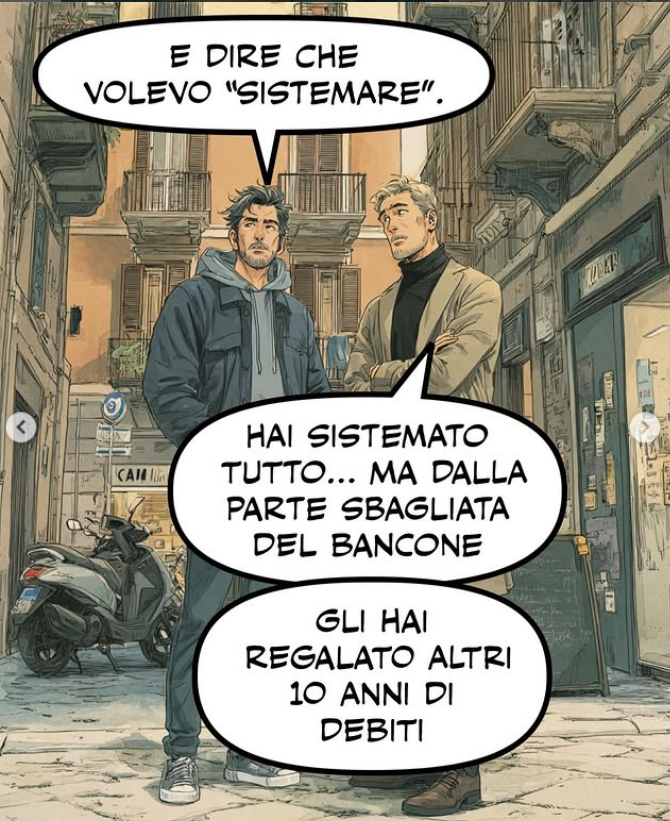 E DIRE CHE
VOLEVO “SISTEMARE”.
HAI SISTEMATO
TUTTO... MA DALLA
PARTE SBAGLIATA
DEL BANCONE
GLI HAI
REGALATO ALTRI
10 ANNI DI
DEBITI